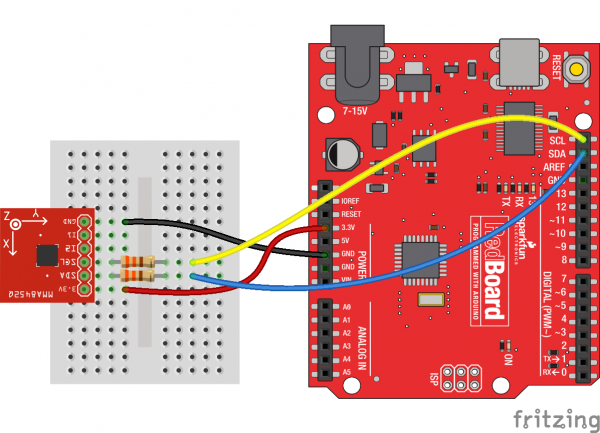 7-15V
RESET
SCL
SDA
AREF
GND
13
12
~11
~10
~9
8
7
~6
~5
4
~3
2
TX→1
RX←0
DIGITAL (PWM~)
TX
RX
sparkfun
ELECTRONICS
RedBoard
PROGRAMMED WITH ARDUINO
IOREF
RESET
3.3V
5V
GND
GND
VIN
POWER
A0
A1
A2
A3
A4
A5
ANALOG IN
ISP
ON
Z
Y
X
GND
I1
I2
SCL
SDA
3.3V
MMA8452Q
fritzing